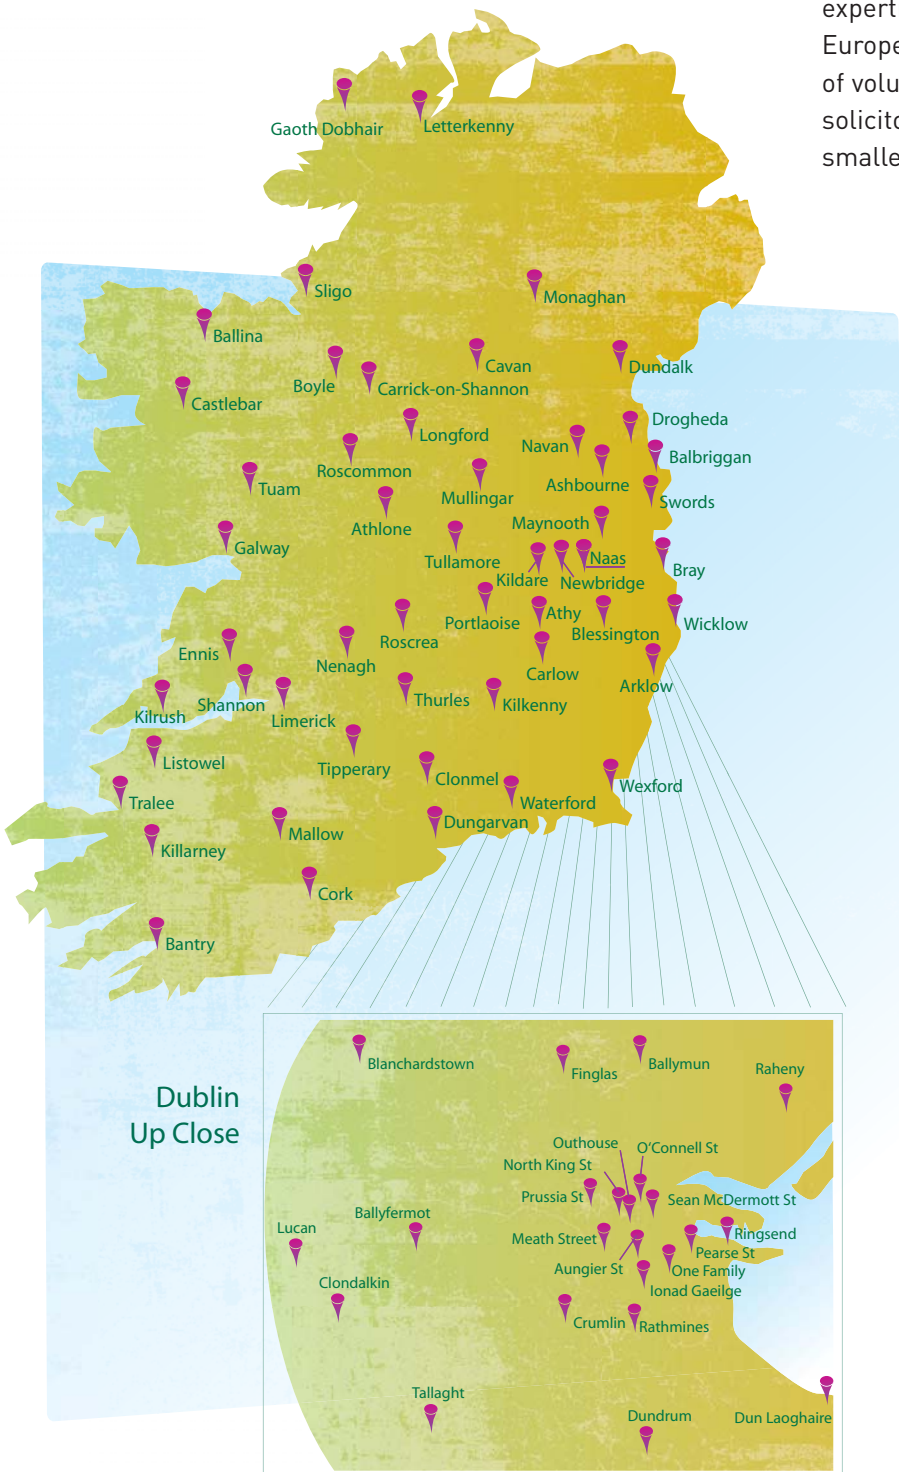 expert
Europe
of volu
solicito
smalle
Gaoth Dobhair
Letterkenny
Sligo
Monaghan
Ballina
Boyle
Carrick-on-Shannon
Cavan
Dundalk
Castlebar
Longford
Drogheda
Navan
Balbriggan
Roscommon
Ashbourne
Tuam
Mullingar
Swords
Athlone
Maynooth
Galway
Tullamore
Naas
Kildare
Newbridge
Bray
Portlaoise
Athy
Blessington
Wicklow
Roscrea
Ennis
Nenagh
Carlow
Arklow
Shannon
Kilrush
Limerick
Thurles
Kilkenny
Listowel
Tipperary
Clonmel
Wexford
Tralee
Waterford
Dungarvan
Mallow
Killarney
Cork
Bantry
Dublin
Up Close
Blanchardstown
Finglas
Ballymun
Raheny
Outhouse
O'Connell St
North King St
Prussia St
Sean McDermott St
Ballyfermot
Lucan
Meath Street
Ringsend
Pearse St
Aungier St
One Family
Clondalkin
Ionad Gaeilge
Crumlin
Rathmines
Tallaght
Dundrum
Dun Laoghaire